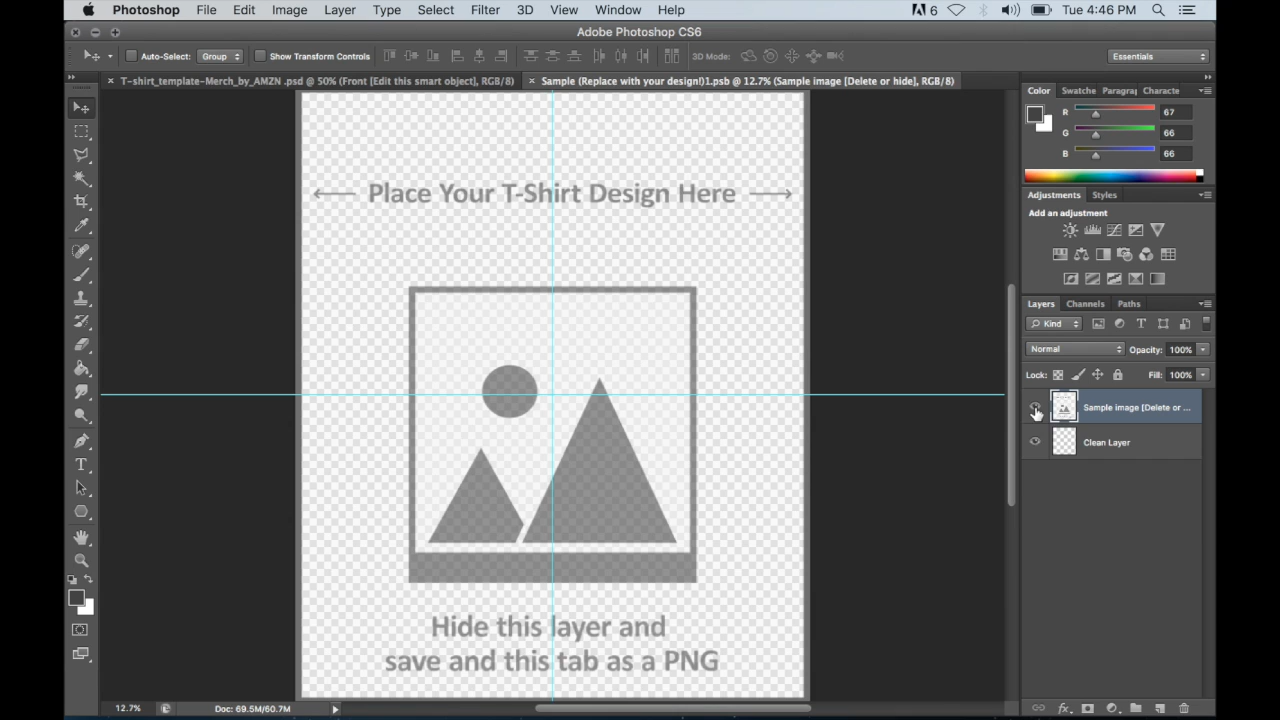 Photoshop File Edit Image Layer Type Select Filter 3D View Window Help 6 Tue 4:46 PM
Adobe Photoshop CS6
Auto-Select: Group Show Transform Controls 3D Mode: Essentials
× T-shirt_template-Merch_by_AMZN .psd @ 50% (Front [Edit this smart object], RGB/8) × Sample (Replace with your design!)1.psb @ 12.7% (Sample image [Delete or hide], RGB/8)
Color Swatche Paragra Characte
R 67
G 66
B 66
Adjustments Styles
Add an adjustment
Layers Channels Paths
Kind
Normal Opacity: 100%
Lock: Fill: 100%
Sample image [Delete or ...
Clean Layer
Place Your T-Shirt Design Here
Hide this layer and
save and this tab as a PNG
12.7% Doc: 69.5M/60.7M